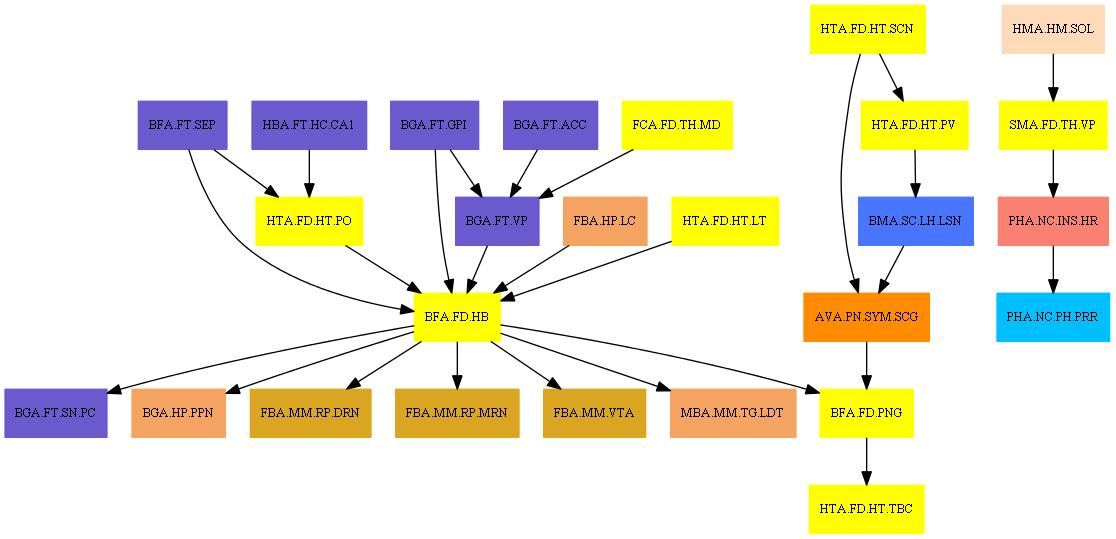 HTA.FD.HT.SCN
HMA.HM.SOL
BFA.FT.SEP
HBA.FT.HC.CA1
BGA.FT.GPI
BGA.FT.ACC
FCA.FD.TH.MD
HTA.FD.HT.PV
SMA.FD.TH.VP
HTA.FD.HT.PO
BGA.FT.VP
FBA.HP.LC
HTA.FD.HT.LT
BMA.SC.LH.LSN
PHA.NC.INS.HR
BFA.FD.HB
AVA.PN.SYM.SCG
PHA.NC.PH.PRR
BGA.FT.SN.PC
BGA.HP.PPN
FBA.MM.RP.DRN
FBA.MM.RP.MRN
FBA.MM.VTA
MBA.MM.TG.LDT
BFA.FD.PNG
HTA.FD.HT.TBC